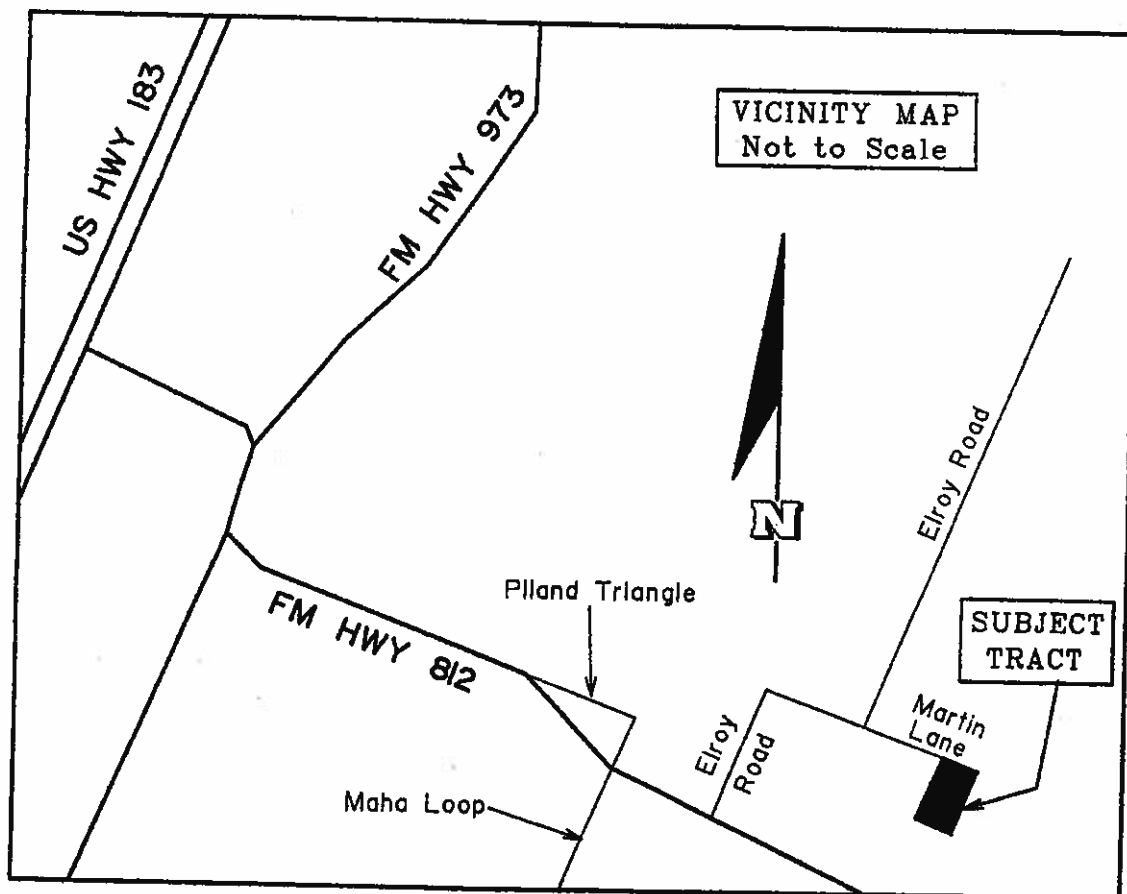 VICINITY MAP
Not to Scale
US HWY 183
FM HWY 973
Elroy Road
N
Piland Triangle
FM HWY 812
SUBJECT
TRACT
Martin
Lane
Elroy
Road
Maha Loop